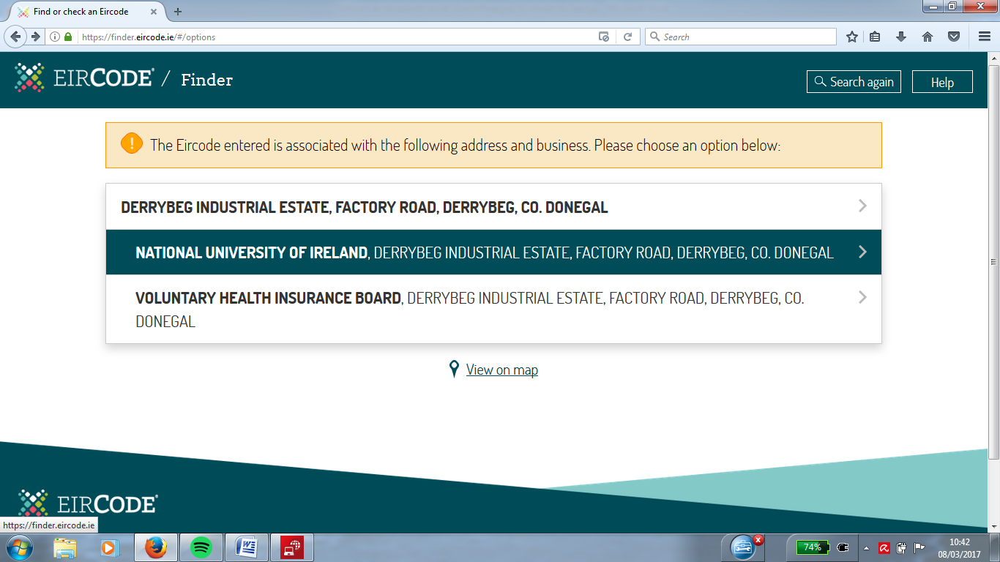 Find or check an Eircode
https://finder.eircode.ie/#/options
Search
EIRCODE® / Finder
Search again
Help
The Eircode entered is associated with the following address and business. Please choose an option below:
DERRYBEG INDUSTRIAL ESTATE, FACTORY ROAD, DERRYBEG, CO. DONEGAL
NATIONAL UNIVERSITY OF IRELAND, DERRYBEG INDUSTRIAL ESTATE, FACTORY ROAD, DERRYBEG, CO. DONEGAL
VOLUNTARY HEALTH INSURANCE BOARD, DERRYBEG INDUSTRIAL ESTATE, FACTORY ROAD, DERRYBEG, CO.
DONEGAL
View on map
EIRCODE®
https://finder.eircode.ie
74%
10:42
08/03/2017